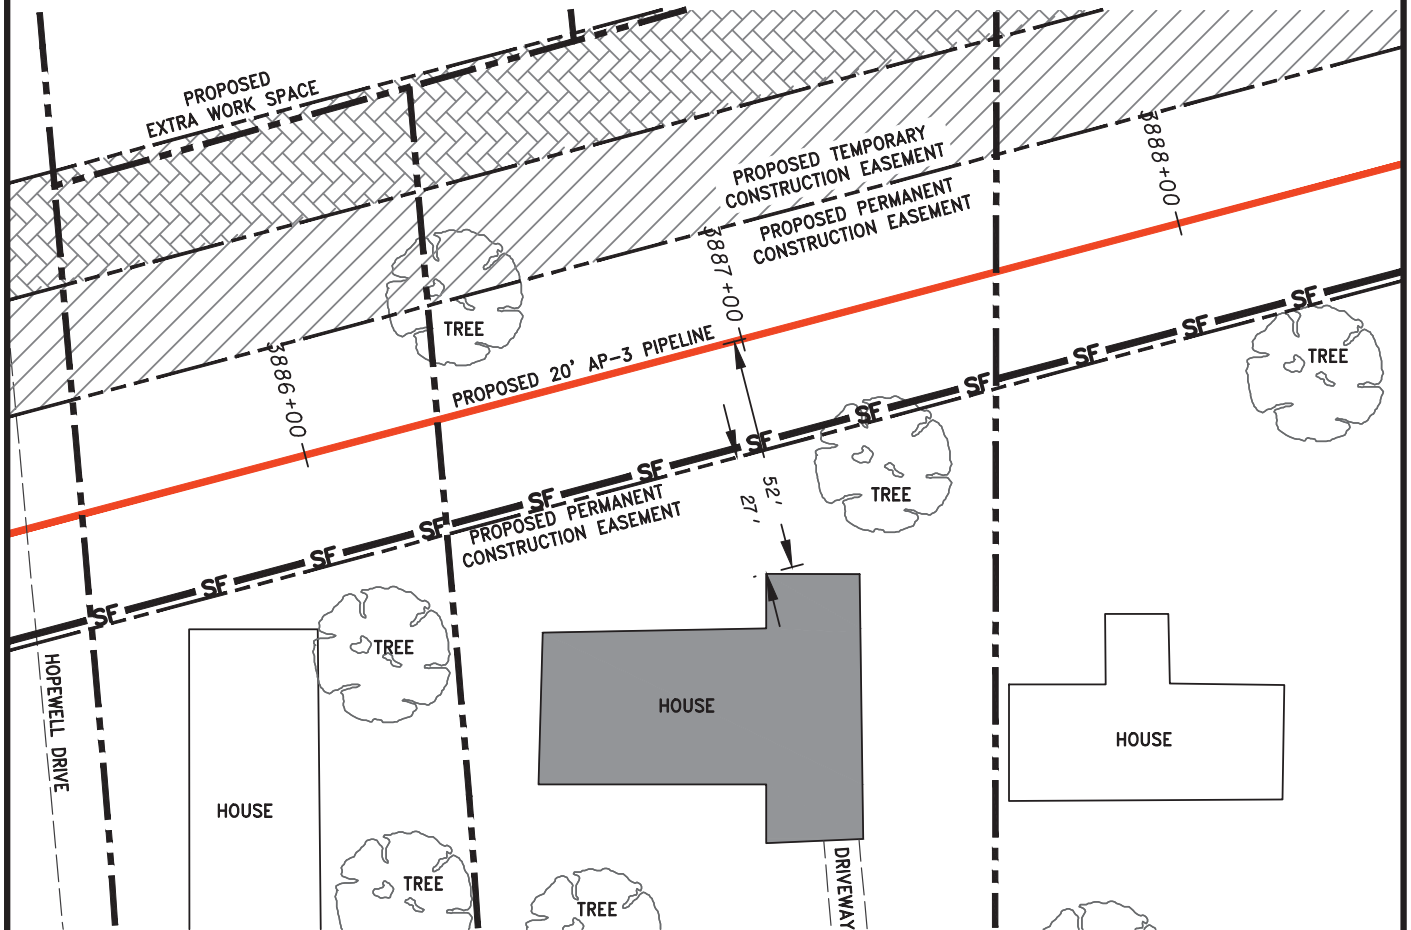 PROPOSED
EXTRA WORK SPACE
PROPOSED TEMPORARY
CONSTRUCTION EASEMENT
PROPOSED PERMANENT
CONSTRUCTION EASEMENT
3888+00
3887+00
3886+00
TREE
PROPOSED 20' AP-3 PIPELINE
TREE
SF
SF
SF
SF
SF
SF
SF
SF
SF
SF
SF
SF
52'
27'
TREE
PROPOSED PERMANENT
CONSTRUCTION EASEMENT
TREE
HOPEWELL DRIVE
HOUSE
HOUSE
HOUSE
TREE
TREE
DRIVEWAY